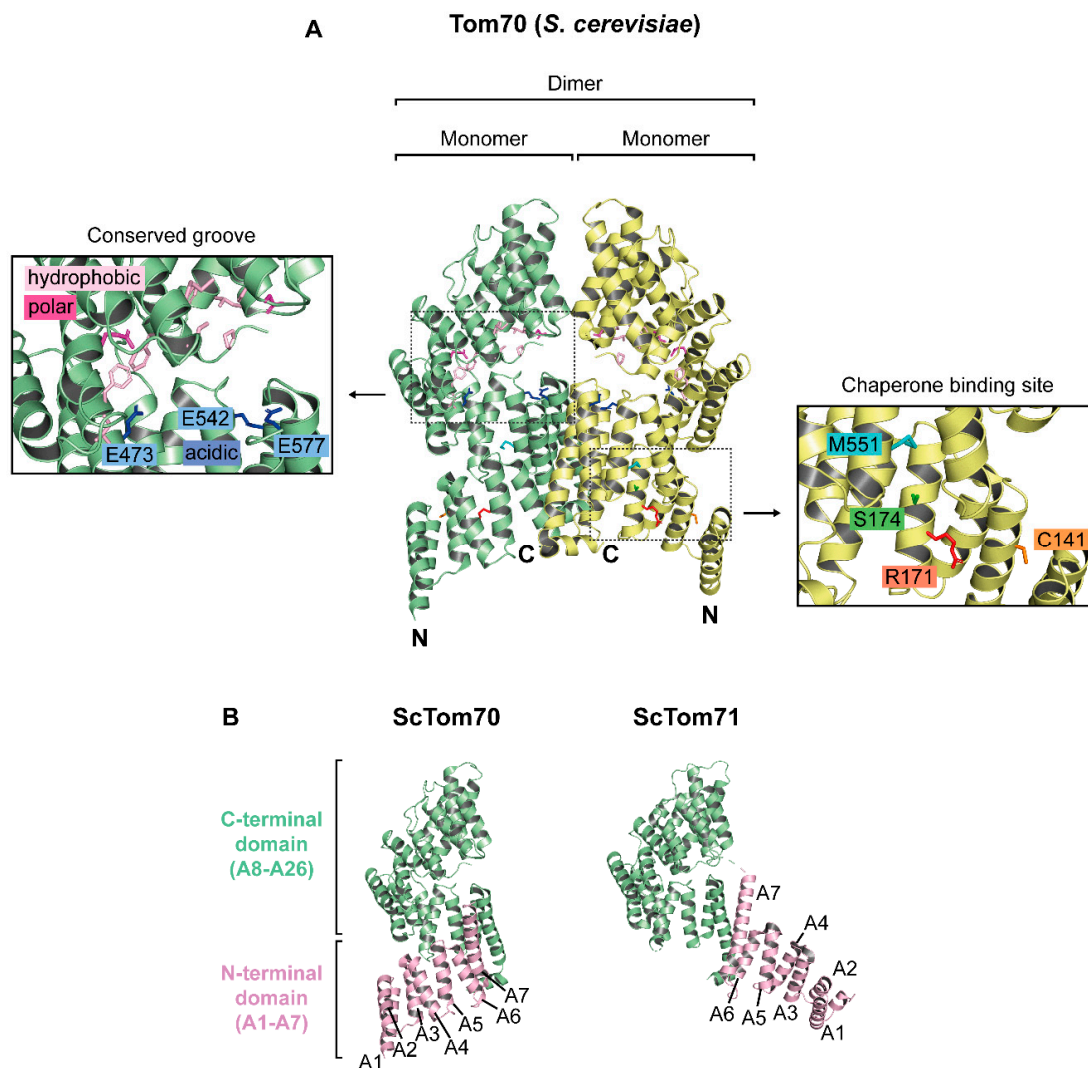 A
Tom70 (S. cerevisiae)
Dimer
Monomer
Monomer
Conserved groove
hydrophobic
polar
E542
E473
acidic
E577
Chaperone binding site
M551
S174
C141
R171
C
C
N
N
B
ScTom70
ScTom71
C-terminal
domain
(A8-A26)
N-terminal
domain
(A1-A7)
A7
A6
A5
A4
A3
A2
A1
A7
A4
A2
A6
A5
A3
A1